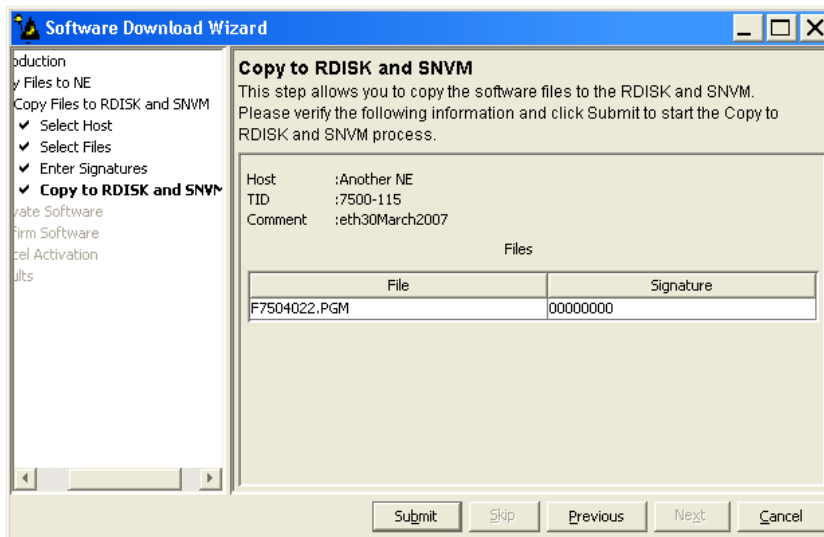 Software Download Wizard
oduction
y Files to NE
Copy Files to RDISK and SNVM
Select Host
Select Files
Enter Signatures
Copy to RDISK and SNVM
vate Software
firm Software
cel Activation
ults
Copy to RDISK and SNVM
This step allows you to copy the software files to the RDISK and SNVM.
Please verify the following information and click Submit to start the Copy to
RDISK and SNVM process.
Host :Another NE
TID :7500-115
Comment :eth30March2007
Files
File Signature
F7504022.PGM 00000000
Submit Skip Previous Next Cancel